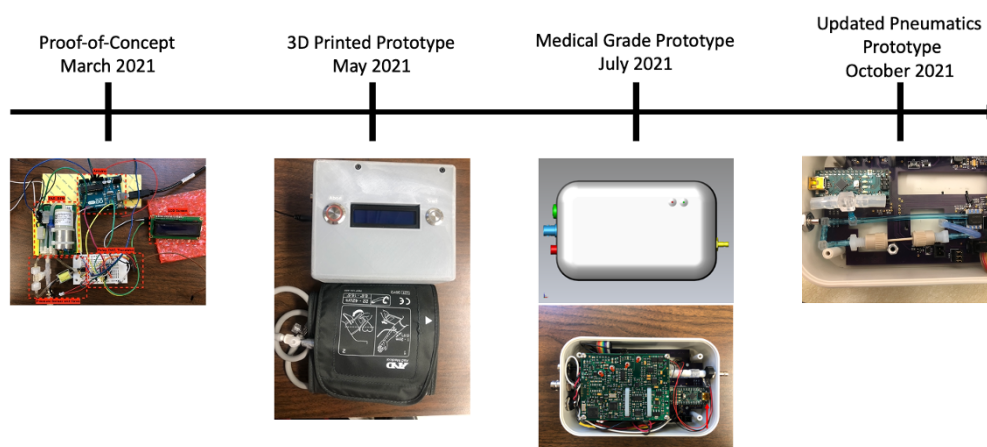 Proof-of-Concept
March 2021
3D Printed Prototype
May 2021
Medical Grade Prototype
July 2021
Updated Pneumatics
Prototype
October 2021
AND